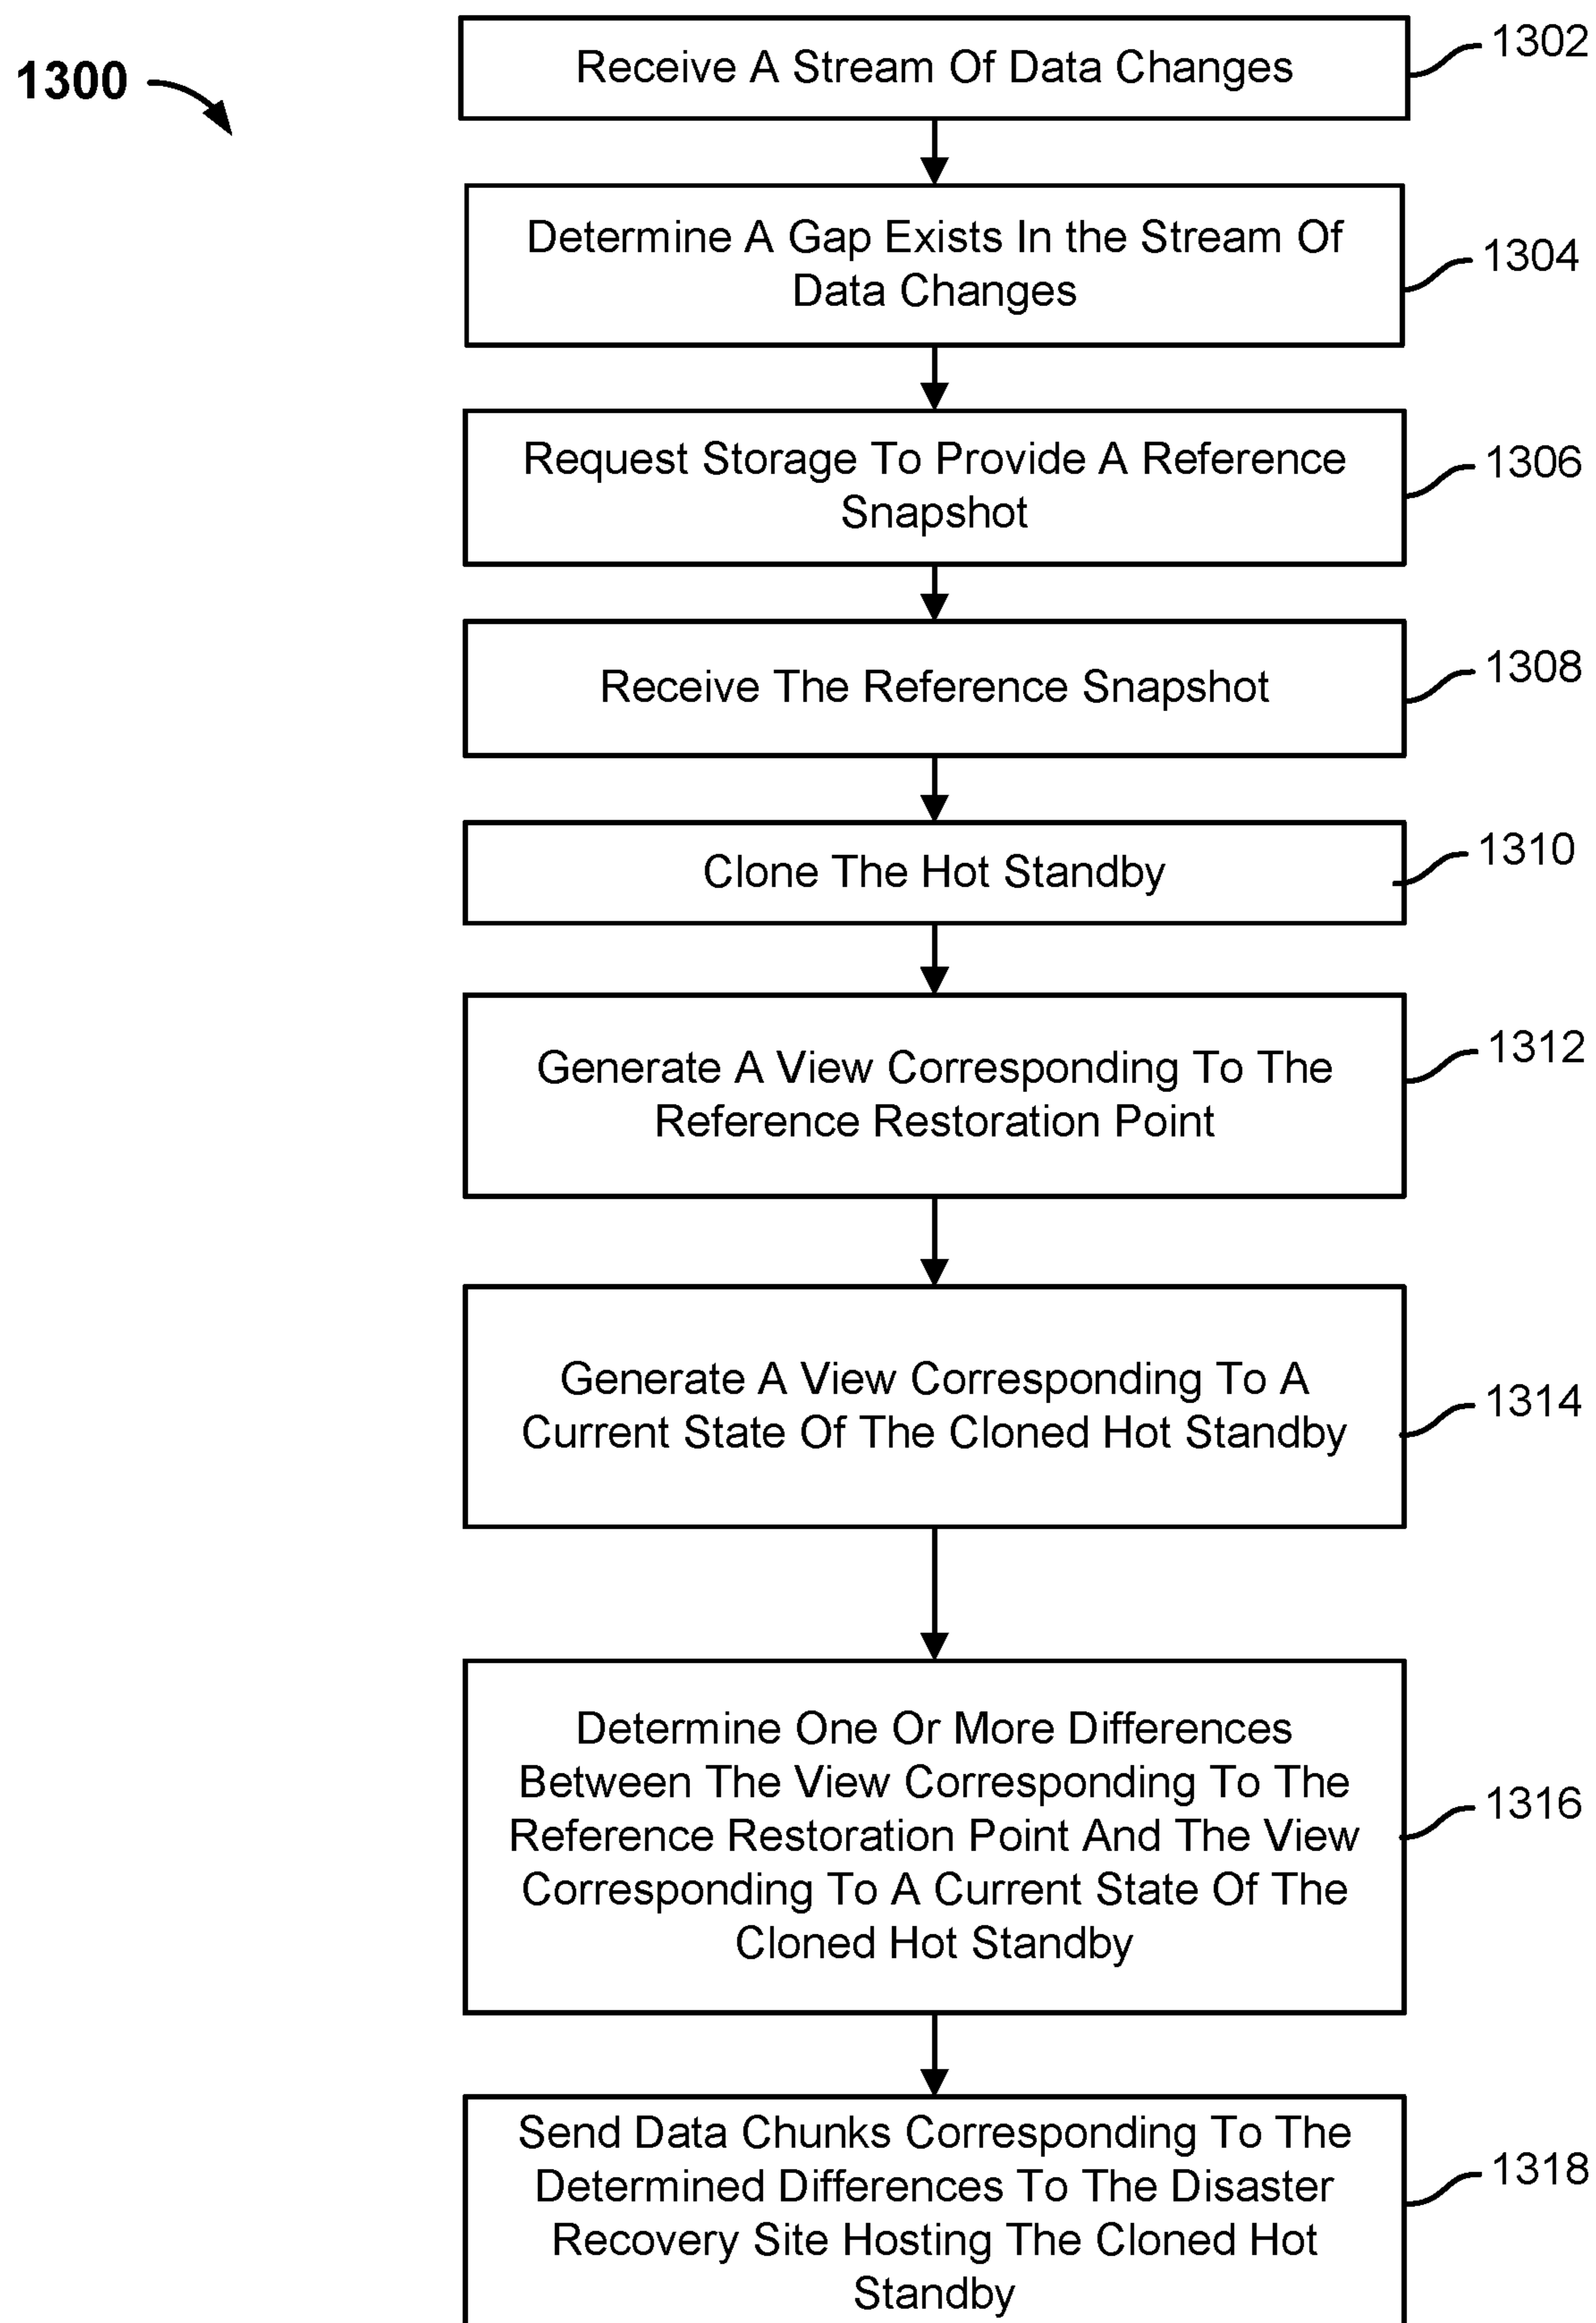 1300
Receive A Stream Of Data Changes
1302
Determine A Gap Exists In the Stream Of
Data Changes
1304
Request Storage To Provide A Reference
Snapshot
1306
Receive The Reference Snapshot
1308
Clone The Hot Standby
1310
Generate A View Corresponding To The
Reference Restoration Point
1312
Generate A View Corresponding To A
Current State Of The Cloned Hot Standby
1314
Determine One Or More Differences
Between The View Corresponding To The
Reference Restoration Point And The View
Corresponding To A Current State Of The
Cloned Hot Standby
1316
Send Data Chunks Corresponding To The
Determined Differences To The Disaster
Recovery Site Hosting The Cloned Hot
Standby
1318